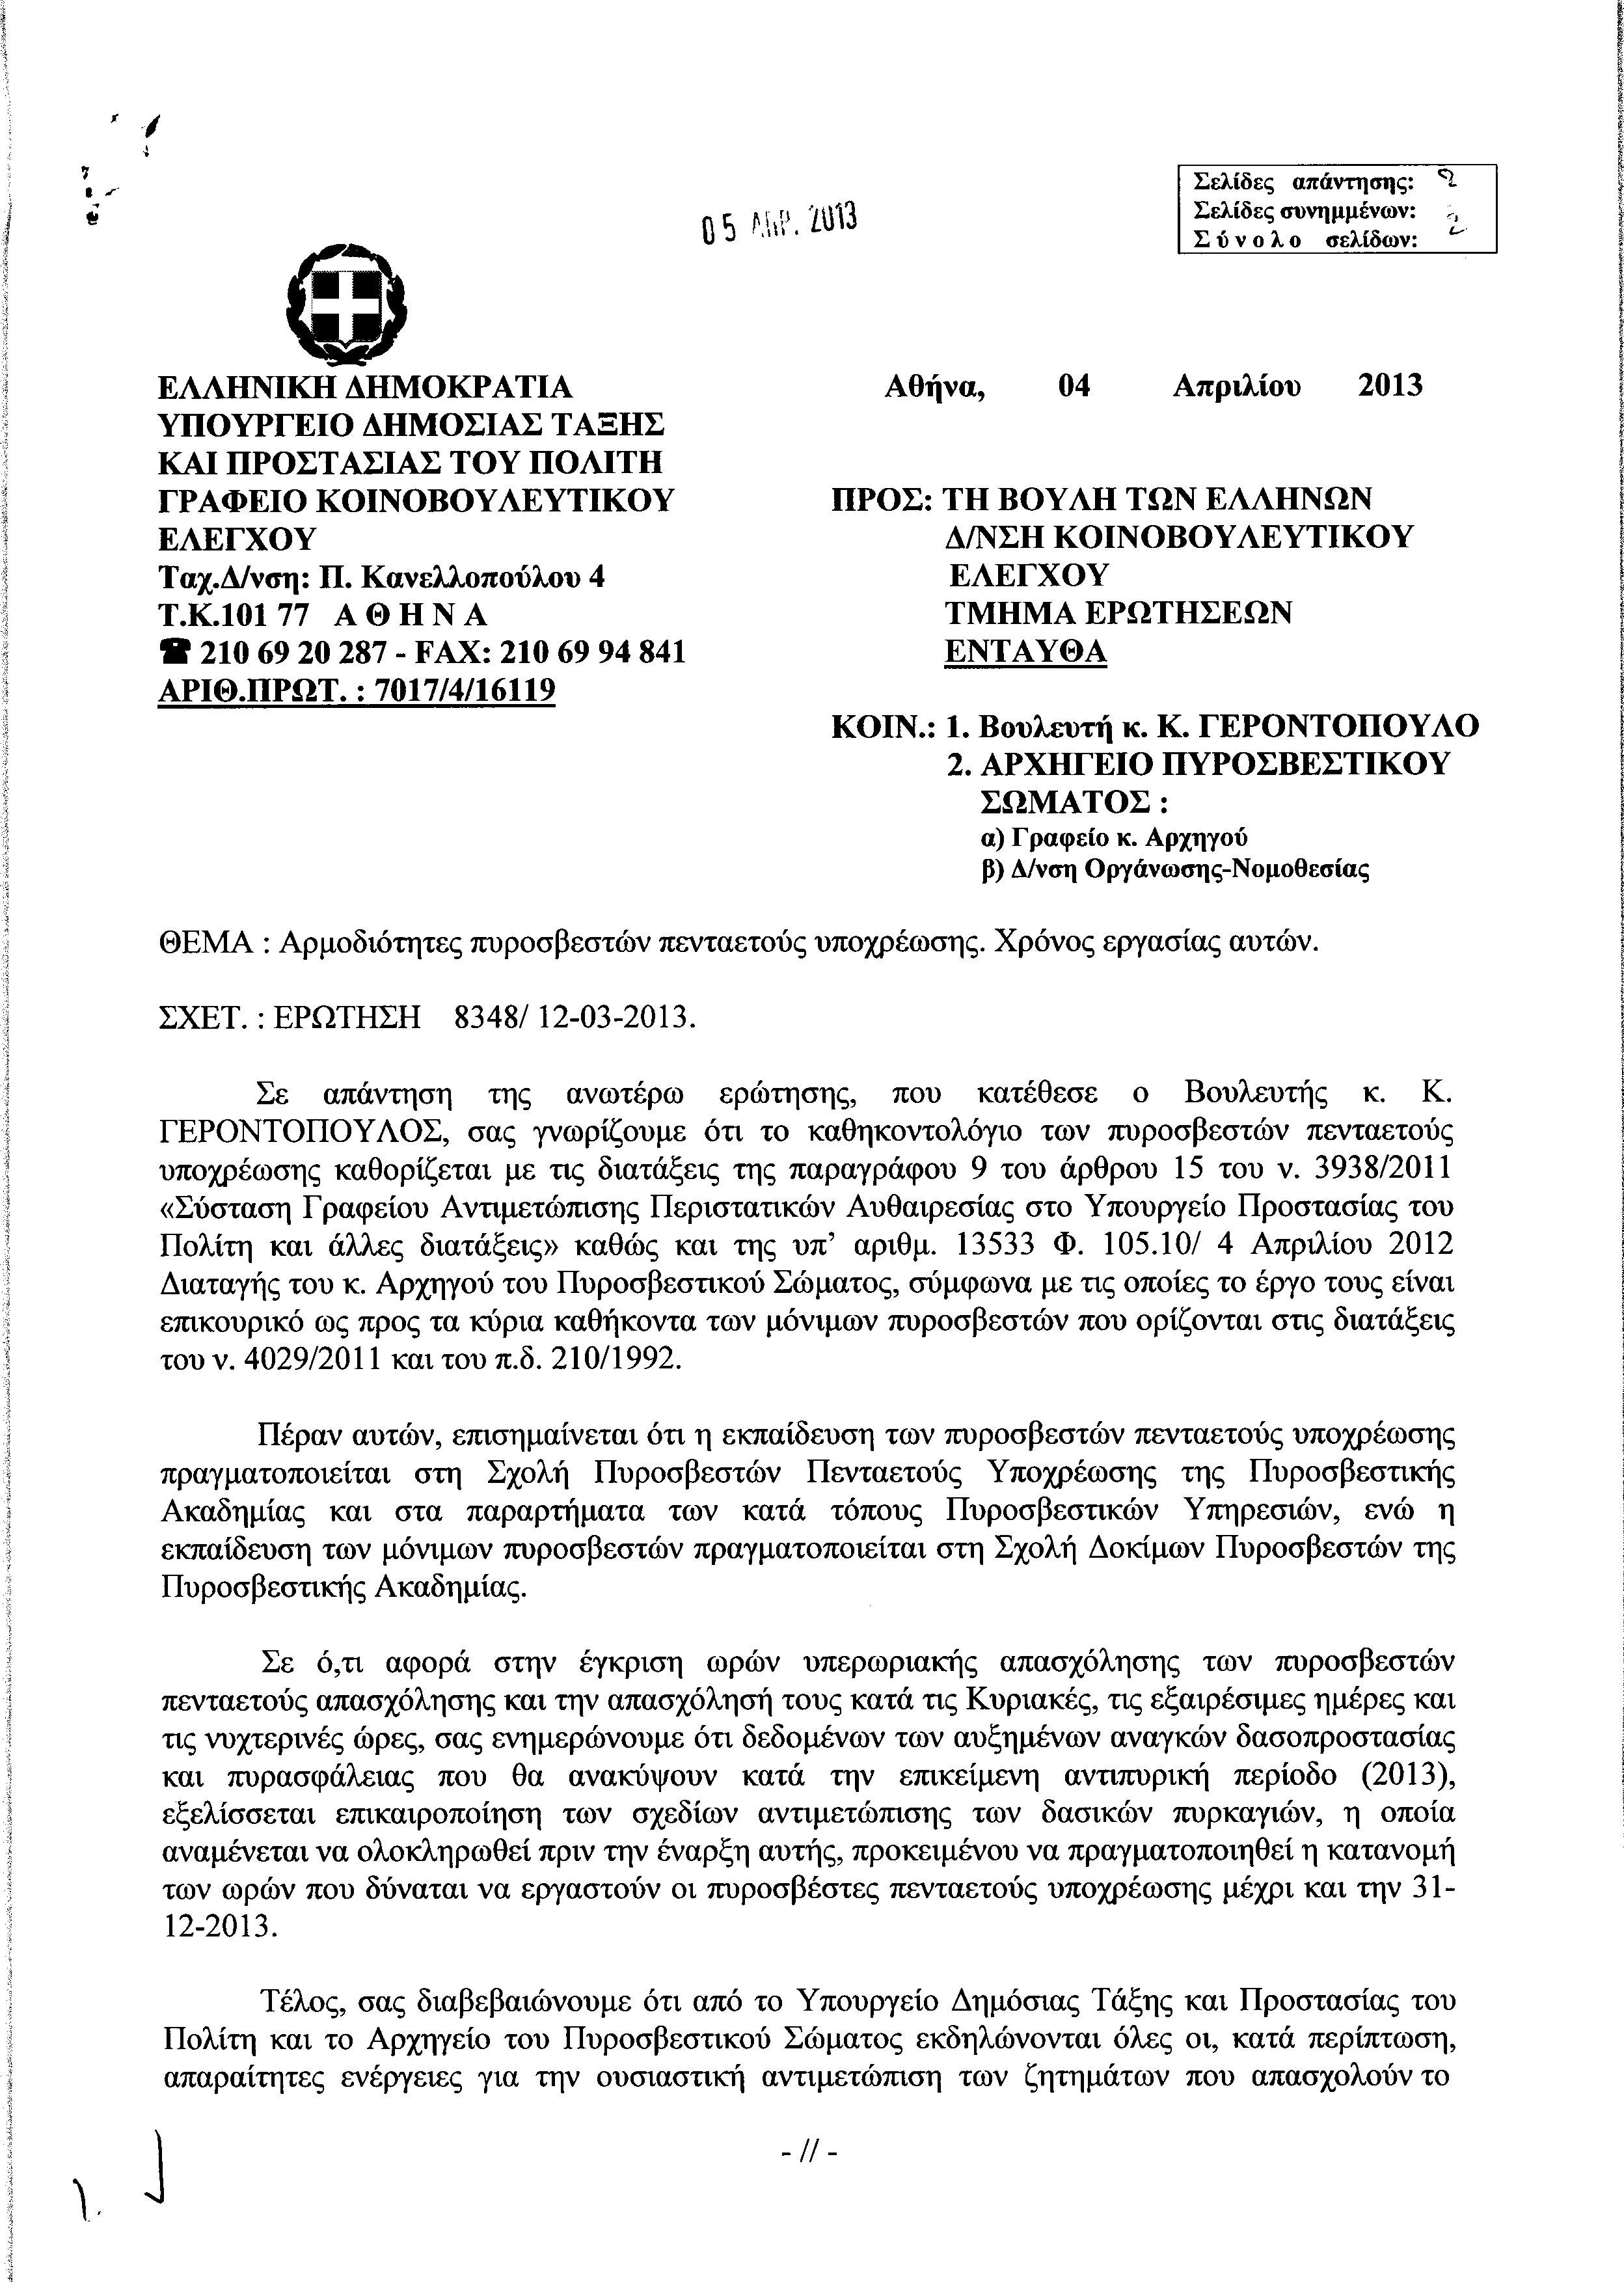 Σελίδες απάντησης: 2
Σελίδες συνημμένων:
Σύνολο σελίδων: 2
05 ΑΠΡ. 2013
ΕΛΛΗΝΙΚΗ ΔΗΜΟΚΡΑΤΙΑ
ΥΠΟΥΡΓΕΙΟ ΔΗΜΟΣΙΑΣ ΤΑΞΗΣ
ΚΑΙ ΠΡΟΣΤΑΣΙΑΣ ΤΟΥ ΠΟΛΙΤΗ
ΓΡΑΦΕΙΟ ΚΟΙΝΟΒΟΥΛΕΥΤΙΚΟΥ
ΕΛΕΓΧΟΥ
Ταχ.Δ/νση: Π. Κανελλοπούλου 4
Τ.Κ.101 77 Α Θ Η Ν Α
☎ 210 69 20 287 - FAX: 210 69 94 841
ΑΡΙΘ.ΠΡΩΤ. : 7017/4/16119
Αθήνα, 04 Απριλίου 2013
ΠΡΟΣ: ΤΗ ΒΟΥΛΗ ΤΩΝ ΕΛΛΗΝΩΝ
Δ/ΝΣΗ ΚΟΙΝΟΒΟΥΛΕΥΤΙΚΟΥ
ΕΛΕΓΧΟΥ
ΤΜΗΜΑ ΕΡΩΤΗΣΕΩΝ
ΕΝΤΑΥΘΑ
ΚΟΙΝ.: 1. Βουλευτή κ. Κ. ΓΕΡΟΝΤΟΠΟΥΛΟ
2. ΑΡΧΗΓΕΙΟ ΠΥΡΟΣΒΕΣΤΙΚΟΥ
ΣΩΜΑΤΟΣ :
α) Γραφείο κ. Αρχηγού
β) Δ/νση Οργάνωσης-Νομοθεσίας
ΘΕΜΑ : Αρμοδιότητες πυροσβεστών πενταετούς υποχρέωσης. Χρόνος εργασίας αυτών.
ΣΧΕΤ. : ΕΡΩΤΗΣΗ 8348/ 12-03-2013.
Σε απάντηση της ανωτέρω ερώτησης, που κατέθεσε ο Βουλευτής κ. Κ.
ΓΕΡΟΝΤΟΠΟΥΛΟΣ, σας γνωρίζουμε ότι το καθηκοντολόγιο των πυροσβεστών πενταετούς
υποχρέωσης καθορίζεται με τις διατάξεις της παραγράφου 9 του άρθρου 15 του ν. 3938/2011
«Σύσταση Γραφείου Αντιμετώπισης Περιστατικών Αυθαιρεσίας στο Υπουργείο Προστασίας του
Πολίτη και άλλες διατάξεις» καθώς και της υπ’ αριθμ. 13533 Φ. 105.10/ 4 Απριλίου 2012
Διαταγής του κ. Αρχηγού του Πυροσβεστικού Σώματος, σύμφωνα με τις οποίες το έργο τους είναι
επικουρικό ως προς τα κύρια καθήκοντα των μόνιμων πυροσβεστών που ορίζονται στις διατάξεις
του ν. 4029/2011 και του π.δ. 210/1992.
Πέραν αυτών, επισημαίνεται ότι η εκπαίδευση των πυροσβεστών πενταετούς υποχρέωσης
πραγματοποιείται στη Σχολή Πυροσβεστών Πενταετούς Υποχρέωσης της Πυροσβεστικής
Ακαδημίας και στα παραρτήματα των κατά τόπους Πυροσβεστικών Υπηρεσιών, ενώ η
εκπαίδευση των μόνιμων πυροσβεστών πραγματοποιείται στη Σχολή Δοκίμων Πυροσβεστών της
Πυροσβεστικής Ακαδημίας.
Σε ό,τι αφορά στην έγκριση ωρών υπερωριακής απασχόλησης των πυροσβεστών
πενταετούς απασχόλησης και την απασχόλησή τους κατά τις Κυριακές, τις εξαιρέσιμες ημέρες και
τις νυχτερινές ώρες, σας ενημερώνουμε ότι δεδομένων των αυξημένων αναγκών δασοπροστασίας
και πυρασφάλειας που θα ανακύψουν κατά την επικείμενη αντιπυρική περίοδο (2013),
εξελίσσεται επικαιροποίηση των σχεδίων αντιμετώπισης των δασικών πυρκαγιών, η οποία
αναμένεται να ολοκληρωθεί πριν την έναρξη αυτής, προκειμένου να πραγματοποιηθεί η κατανομή
των ωρών που δύναται να εργαστούν οι πυροσβέστες πενταετούς υποχρέωσης μέχρι και την 31-
12-2013.
Τέλος, σας διαβεβαιώνουμε ότι από το Υπουργείο Δημόσιας Τάξης και Προστασίας του
Πολίτη και το Αρχηγείο του Πυροσβεστικού Σώματος εκδηλώνονται όλες οι, κατά περίπτωση,
απαραίτητες ενέργειες για την ουσιαστική αντιμετώπιση των ζητημάτων που απασχολούν το
- // -